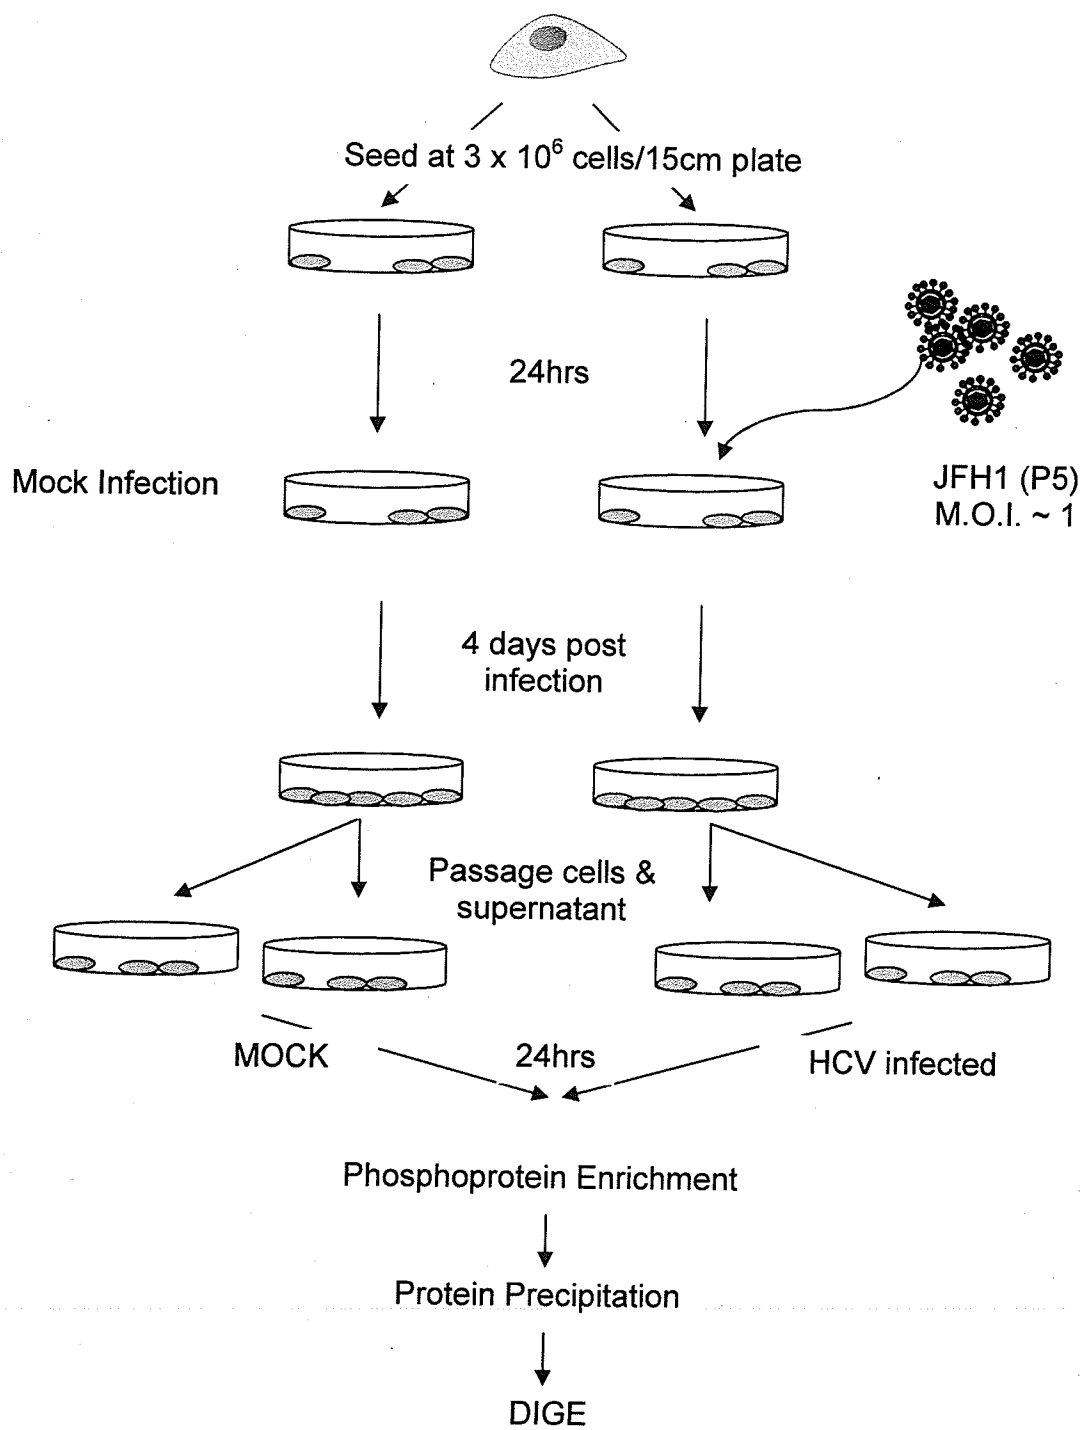 Seed at 3 x 10⁶ cells/15cm plate
24hrs
Mock Infection
JFH1 (P5)
M.O.I. ~ 1
4 days post
infection
Passage cells &
supernatant
MOCK
24hrs
HCV infected
Phosphoprotein Enrichment
Protein Precipitation
DIGE